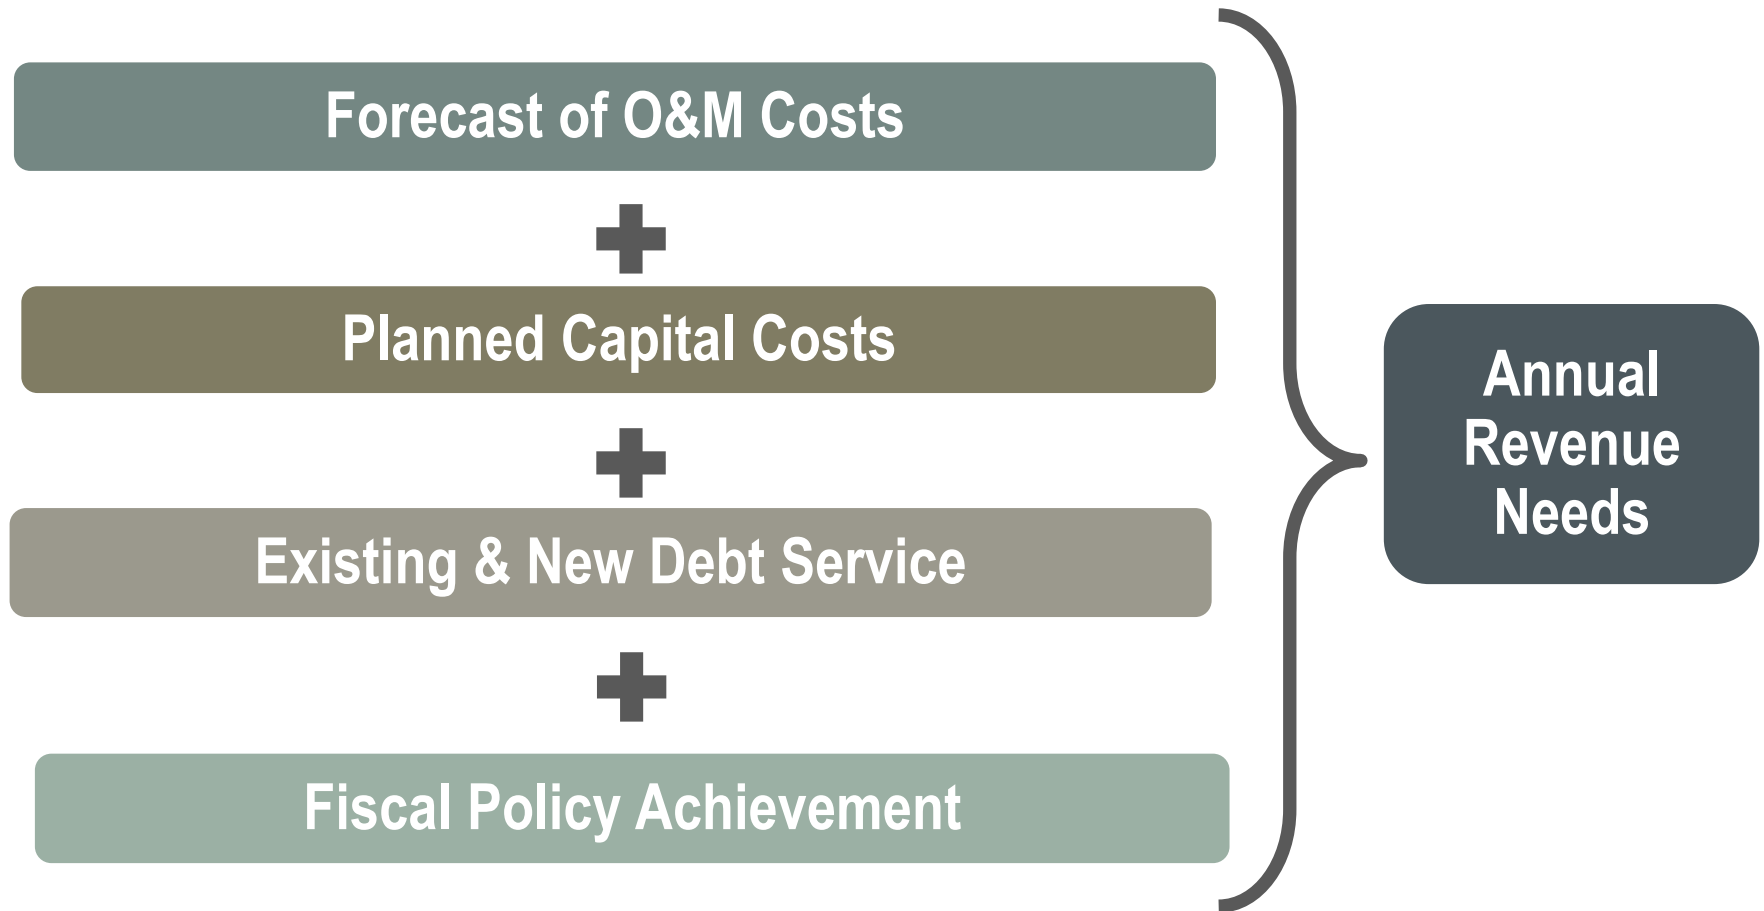 Forecast of O&M Costs
Planned Capital Costs
Existing & New Debt Service
Fiscal Policy Achievement
Annual
Revenue
Needs